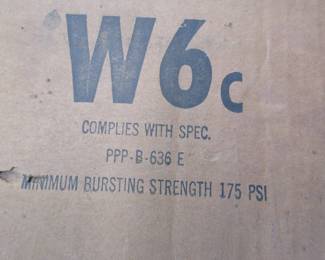 W6c
COMPLIES WITH SPEC.
PPP-B-636 E
MINIMUM BURSTING STRENGTH 175 PSI